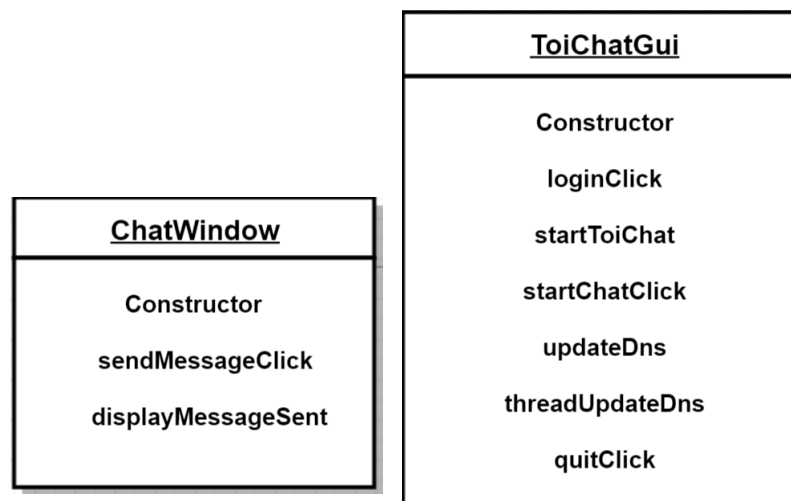 ChatWindow
Constructor
sendMessageClick
displayMessageSent
ToiChatGui
Constructor
loginClick
startToiChat
startChatClick
updateDns
threadUpdateDns
quitClick